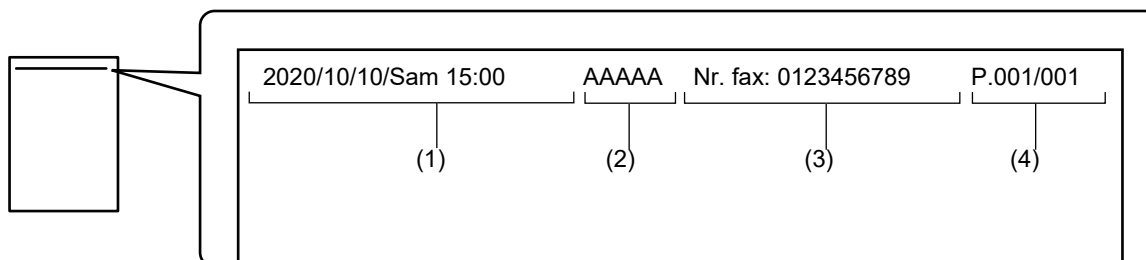 2020/10/10/Sam 15:00 AAAAA Nr. fax: 0123456789 P.001/001
(1) (2) (3) (4)